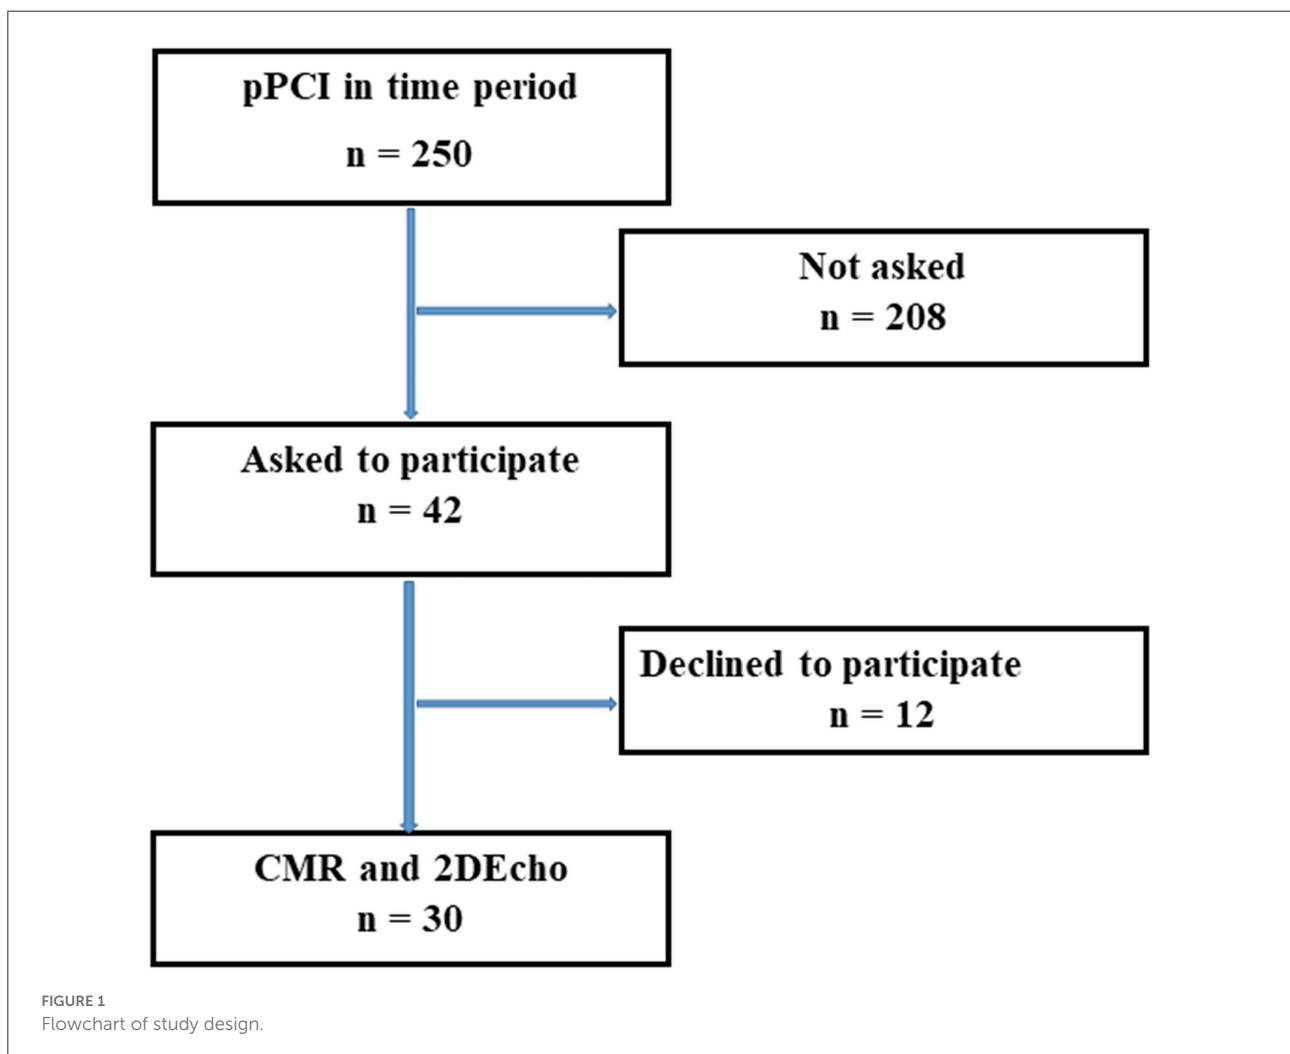 pPCI in time period
n = 250
Not asked
n = 208
Asked to participate
n = 42
Declined to participate
n = 12
CMR and 2DEcho
n = 30
FIGURE 1
Flowchart of study design.